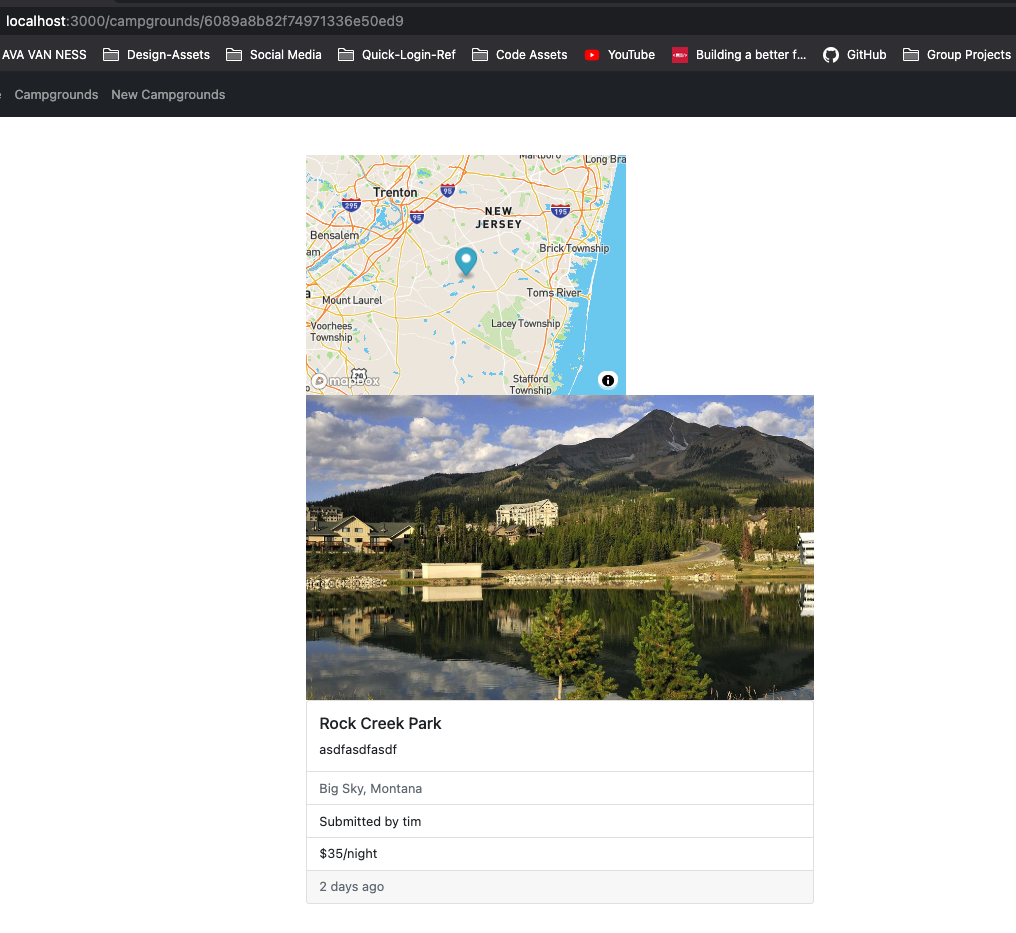 localhost:3000/campgrounds/6089a8b82f74971336e50ed9
AVA VAN NESS Design-Assets Social Media Quick-Login-Ref Code Assets YouTube Building a better f... GitHub Group Projects
Campgrounds New Campgrounds
Marlboro Long Bra
Trenton 95
295 95 NEW JERSEY 195
Bensalem
am Brick Township
Mount Laurel Toms River
Voorhees Township Lacey Township
mapbox Stafford Township
Rock Creek Park
asdfasdfasdf
Big Sky, Montana
Submitted by tim
$35/night
2 days ago